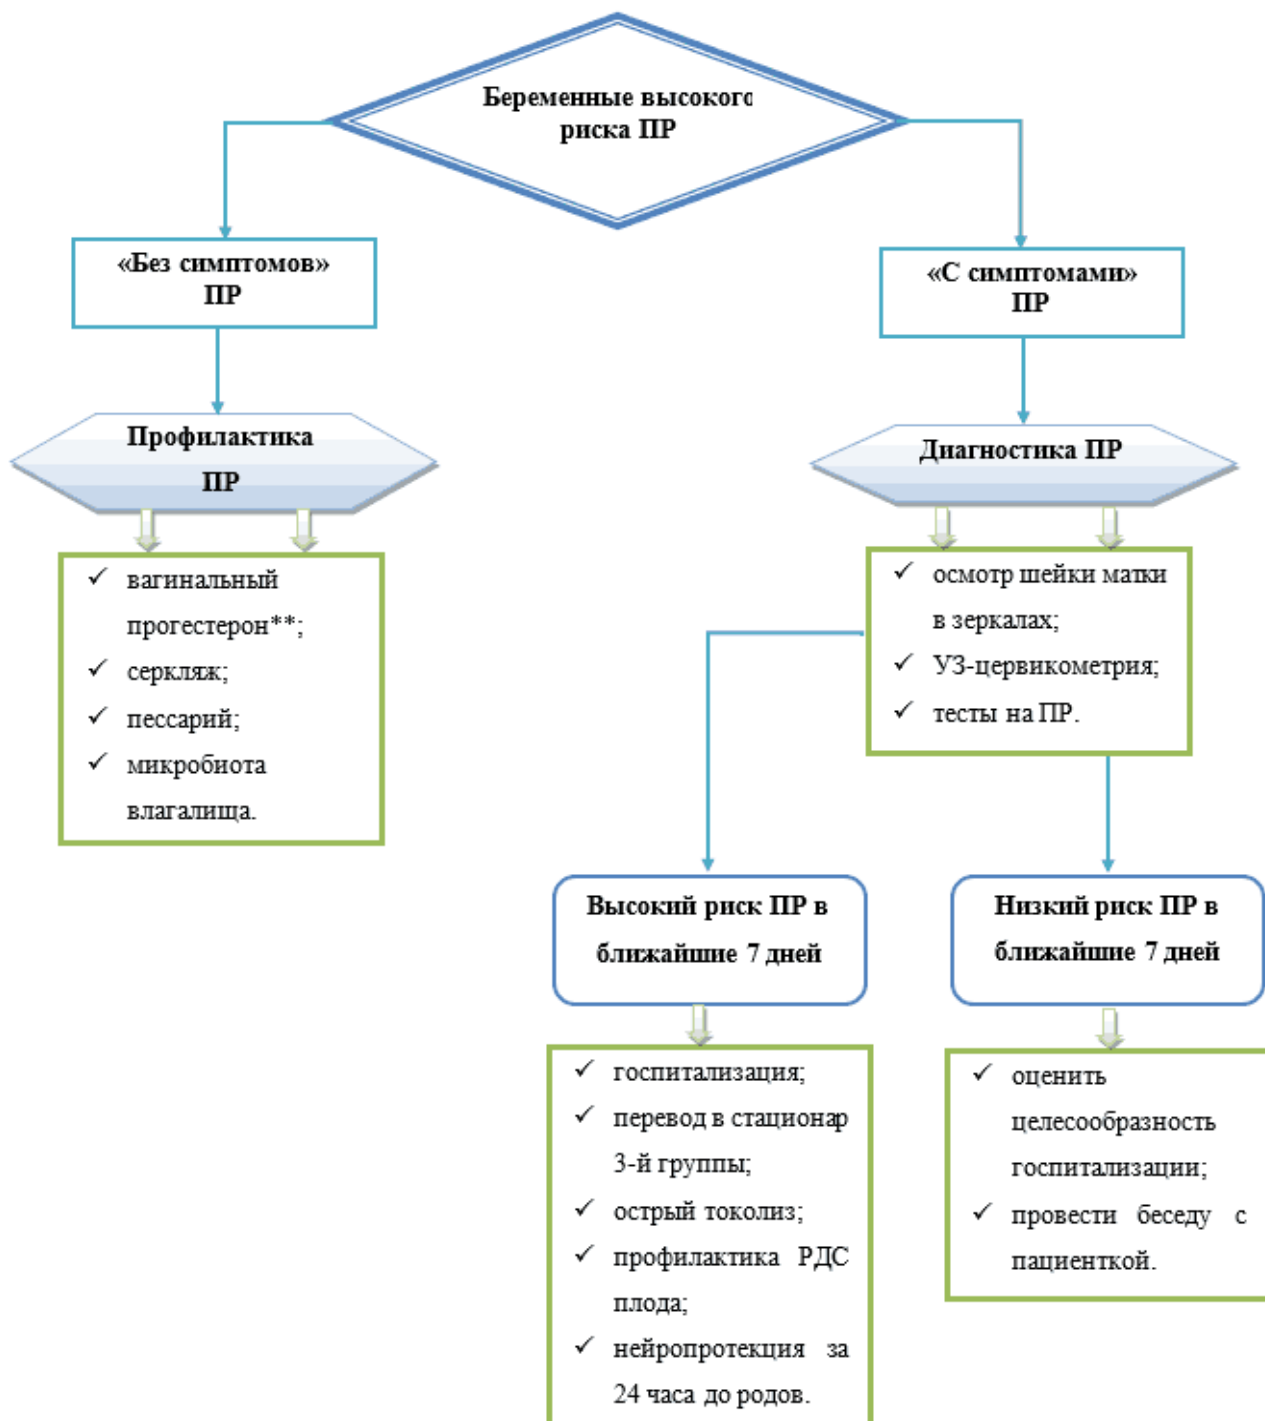 Беременные высокого
риска ПР
«Без симптомов»
ПР
«С симптомами»
ПР
Профилактика
ПР
Диагностика ПР
✓ вагинальный
прогестерон**;
✓ серкляж;
✓ пессарий;
✓ микробиота
влагалища.
✓ осмотр шейки матки
в зеркалах;
✓ УЗ-цервикометрия;
✓ тесты на ПР.
Высокий риск ПР в
ближайшие 7 дней
Низкий риск ПР в
ближайшие 7 дней
✓ госпитализация;
✓ перевод в стационар
3-й группы;
✓ острый токолиз;
✓ профилактика РДС
плода;
✓ нейропротекция за
24 часа до родов.
✓ оценить
целесообразность
госпитализации;
✓ провести беседу с
пациенткой.